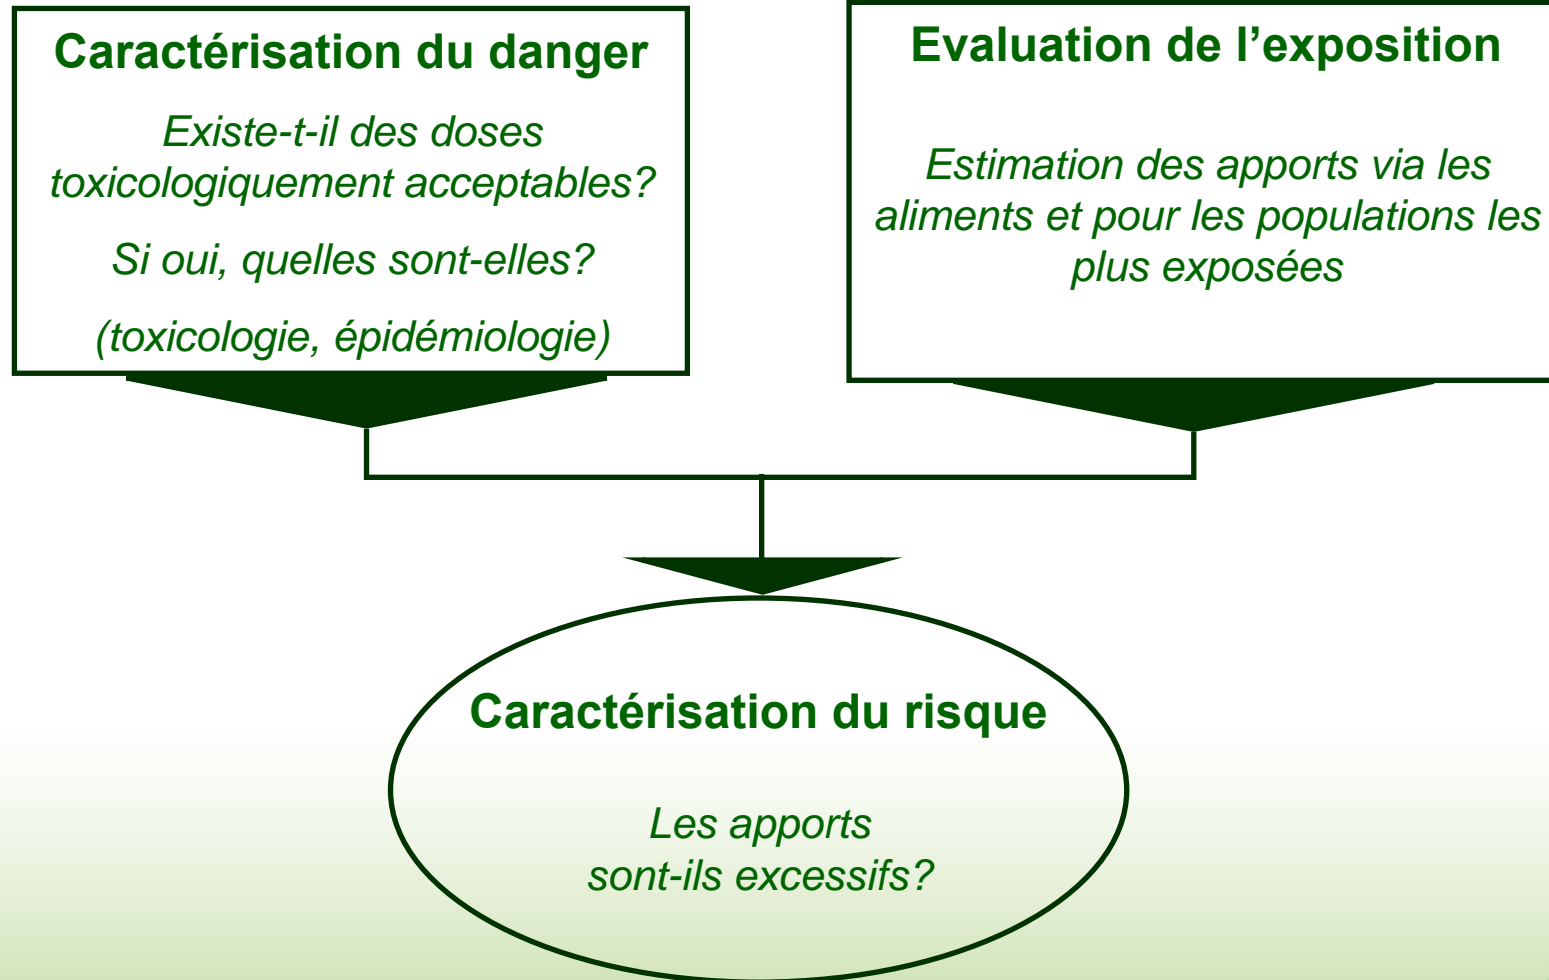 Caractérisation du danger
Existe-t-il des doses
toxicologiquement acceptables?
Si oui, quelles sont-elles?
(toxicologie, épidémiologie)
Evaluation de l’exposition
Estimation des apports via les
aliments et pour les populations les
plus exposées
Caractérisation du risque
Les apports
sont-ils excessifs?